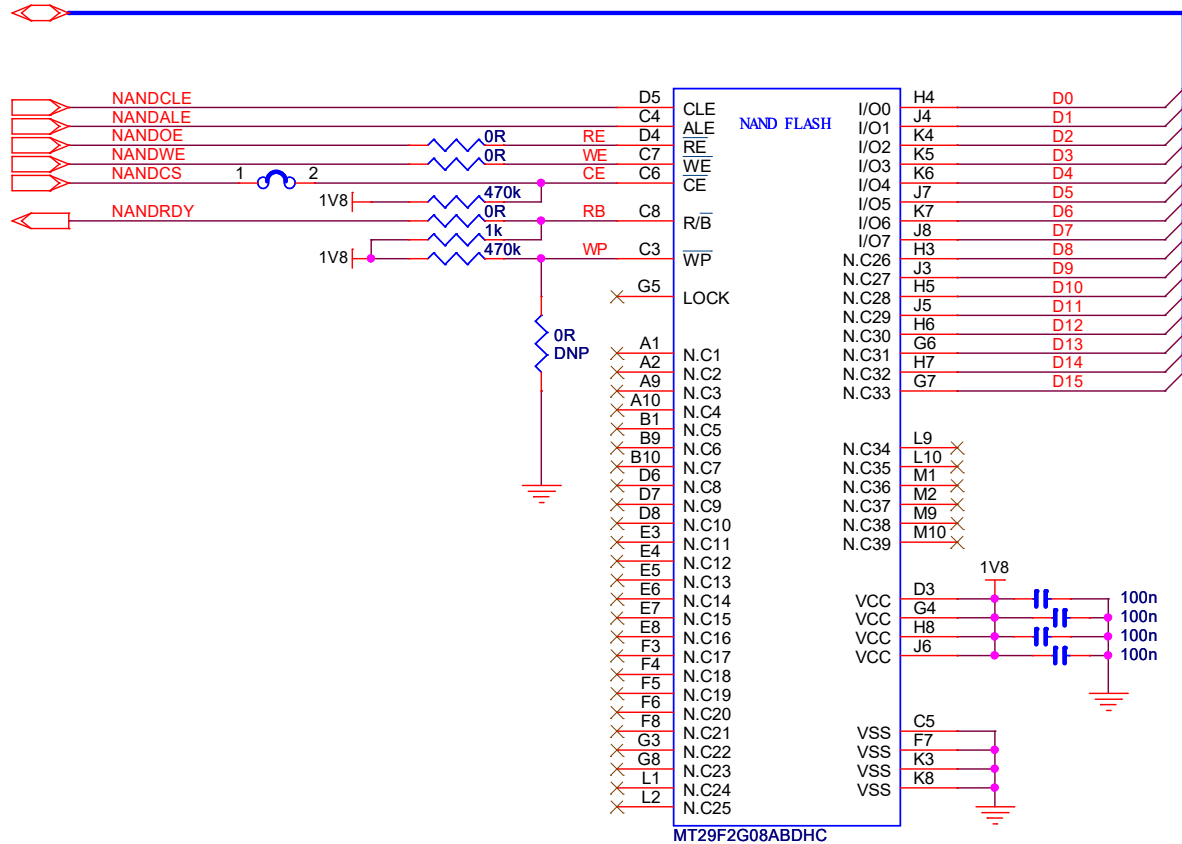 NANDCLE D5 CLE NAND FLASH I/O0 H4 D0
NANDALE C4 ALE I/O1 J4 D1
NANDOE 0R RE D4 RE I/O2 K4 D2
NANDWE 0R WE C7 WE I/O3 K5 D3
NANDCS 1 2 CE C6 CE I/O4 K6 D4
1V8 470k I/O5 J7 D5
NANDRDY 0R RB C8 R/B I/O6 K7 D6
1k I/O7 J8 D7
1V8 470k WP C3 WP N.C26 H3 D8
N.C27 J3 D9
G5 LOCK N.C28 H5 D10
N.C29 J5 D11
0R N.C30 H6 D12
DNP
A1 N.C1 N.C31 G6 D13
A2 N.C2 N.C32 H7 D14
A9 N.C3 N.C33 G7 D15
A10 N.C4
B1 N.C5
B9 N.C6 N.C34 L9
B10 N.C7 N.C35 L10
D6 N.C8 N.C36 M1
D7 N.C9 N.C37 M2
D8 N.C10 N.C38 M9
E3 N.C11 N.C39 M10
E4 N.C12
E5 N.C13 1V8
E6 N.C14 VCC D3 100n
E7 N.C15 VCC G4 100n
E8 N.C16 VCC H8 100n
F3 N.C17 VCC J6 100n
F4 N.C18
F5 N.C19
F6 N.C20
F8 N.C21 VSS C5
G3 N.C22 VSS F7
G8 N.C23 VSS K3
L1 N.C24 VSS K8
L2 N.C25
MT29F2G08ABDHC